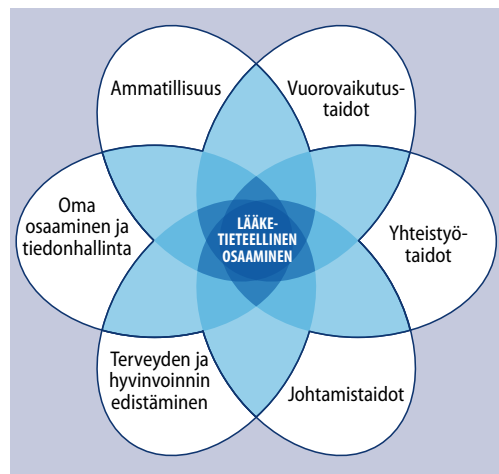 Ammatillisuus
Vuorovaikutus-
taidot
Oma
osaaminen ja
tiedonhallinta
LÄÄKE-
TIETEELLINEN
OSAAMINEN
Yhteistyö-
taidot
Terveyden ja
hyvinvoinnin
edistäminen
Johtamistaidot